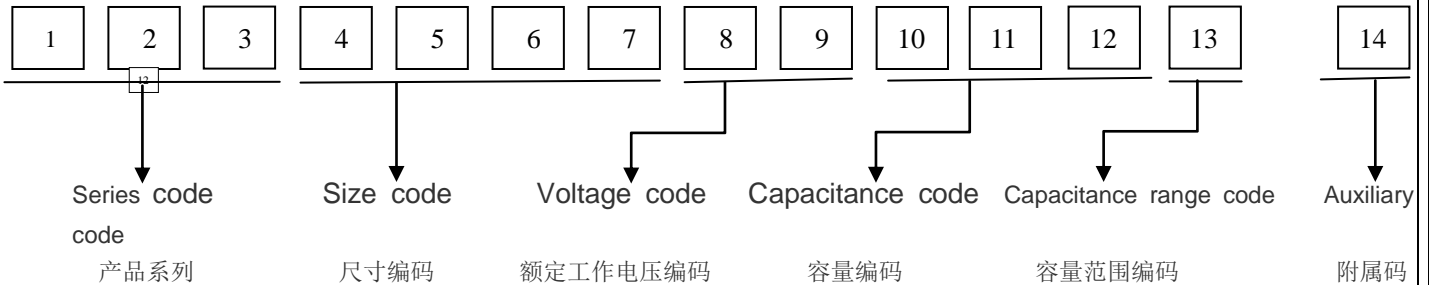 1 2 3 4 5 6 7 8 9 10 11 12 13 14
12
Series code Size code Voltage code Capacitance code Capacitance range code Auxiliary
code
产品系列 尺寸编码 额定工作电压编码 容量编码 容量范围编码 附属码